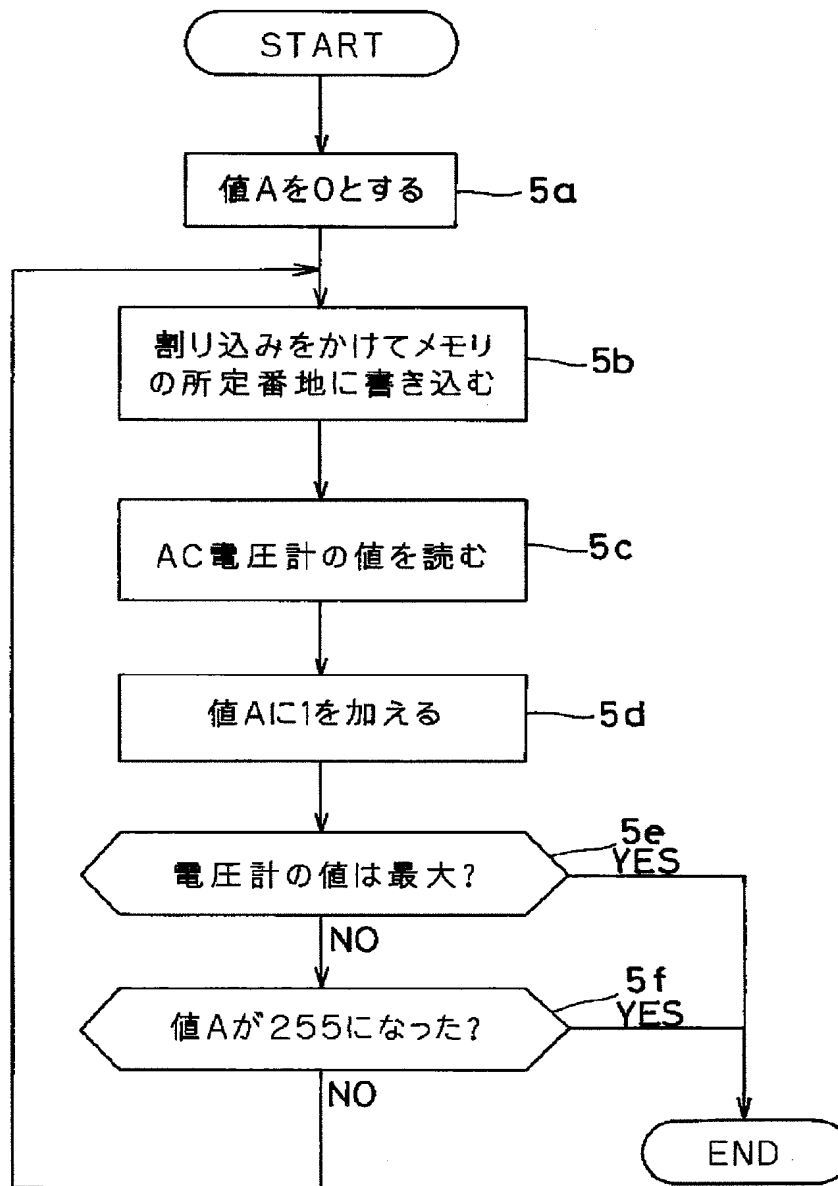 START
値Aを0とする
5a
割り込みをかけてメモリ
の所定番地に書き込む
5b
AC電圧計の値を読む
5c
値Aに1を加える
5d
電圧計の値は最大?
5e
YES
NO
値Aが255になった?
5f
YES
NO
END